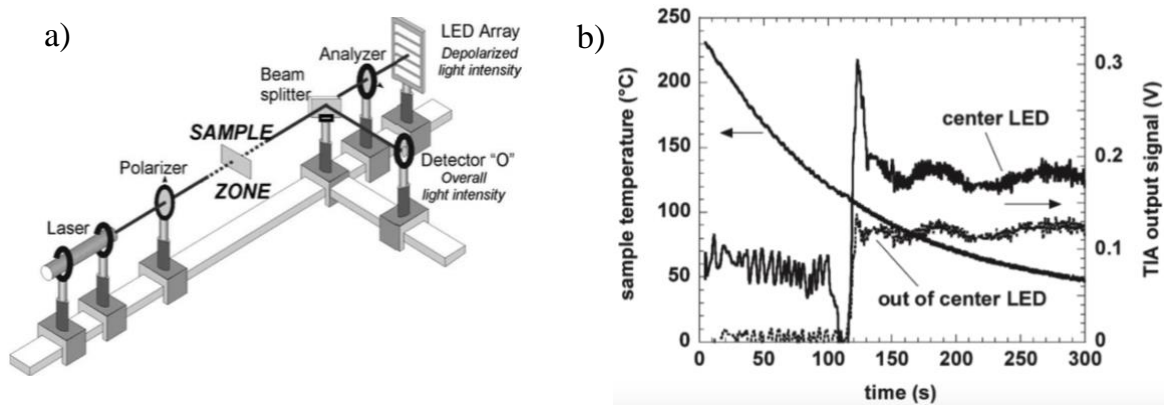 a)
LED Array
Depolarized
light intensity
Analyzer
Beam
splitter
SAMPLE
ZONE
Polarizer
Detector "O"
Overall
light intensity
Laser
b)
250
200
150
100
50
0
sample temperature (°C)
0.3
0.2
0.1
0
TIA output signal (V)
center LED
out of center LED
0
50
100
150
200
250
300
time (s)